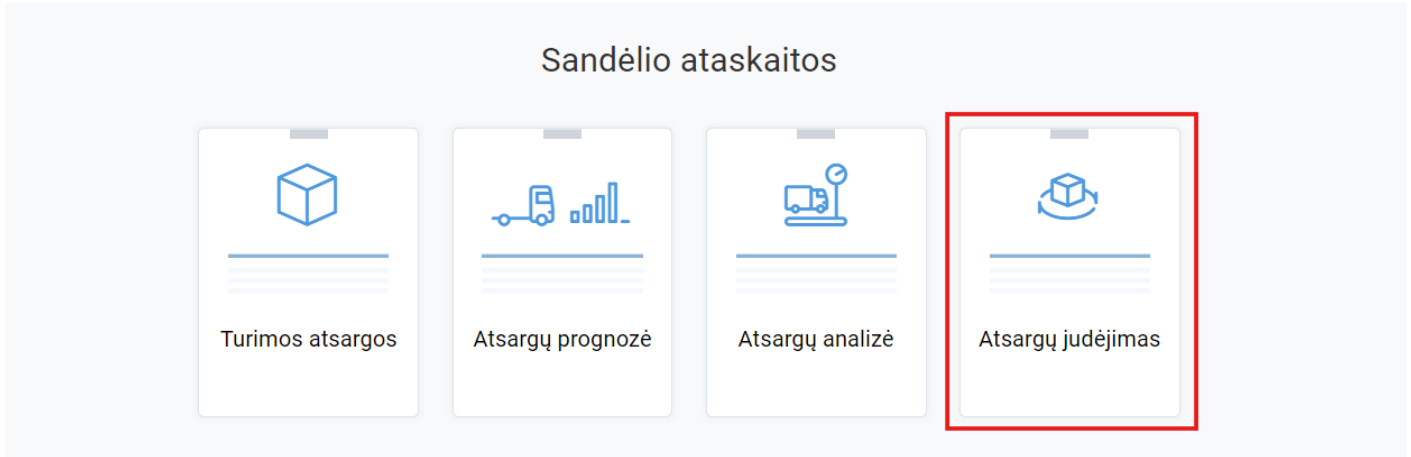 Sandėlio ataskaitos
Turimos atsargos
Atsargų prognozė
Atsargų analizė
Atsargų judėjimas